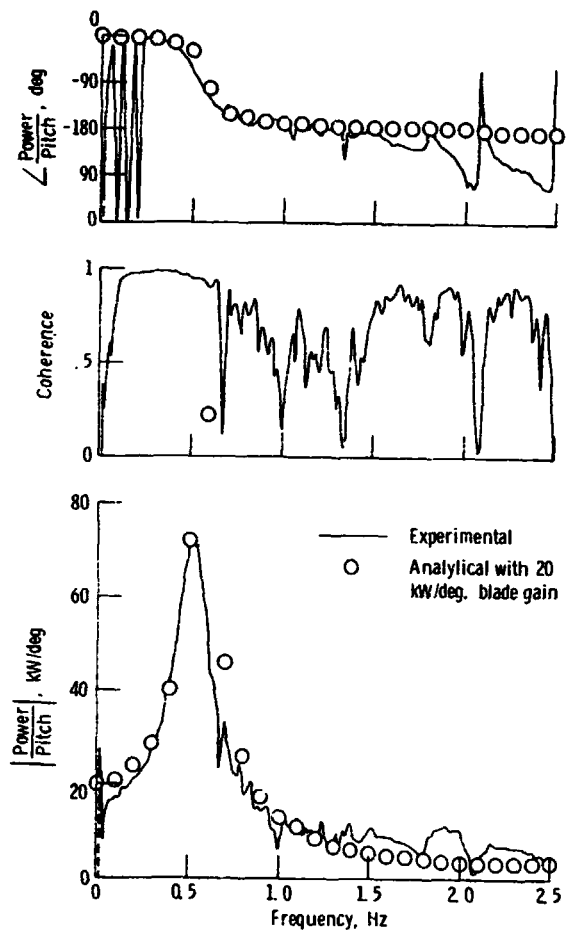 0
-90
-180
90
0
∠ Power/Pitch, deg
1
.5
0
Coherence
80
60
40
20
0
|Power/Pitch|, kW/deg
Experimental
Analytical with 20
kW/deg. blade gain
0 0.5 1.0 1.5 2.0 2.5
Frequency, Hz